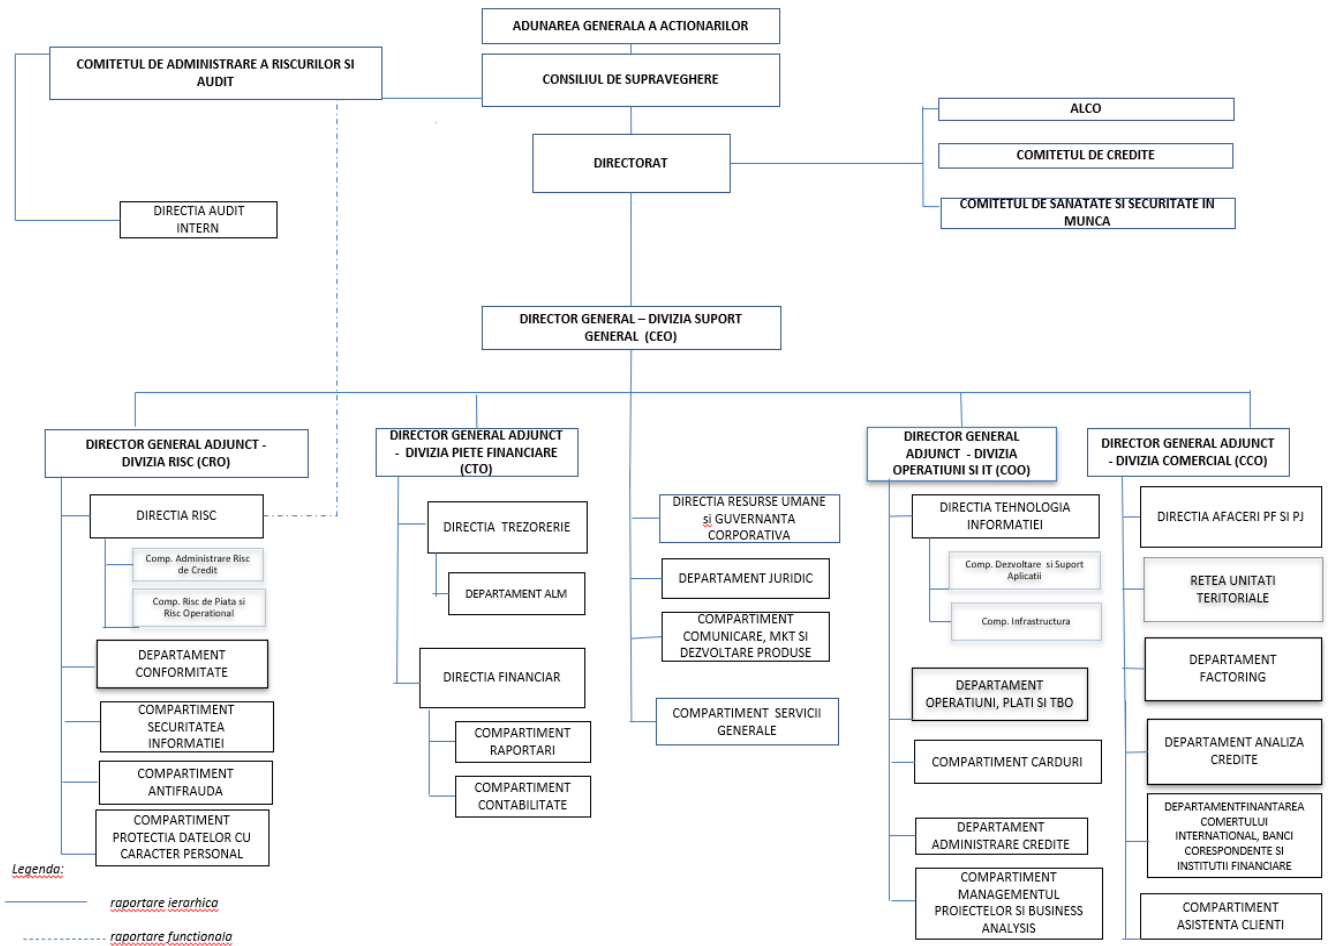 ADUNAREA GENERALA A ACTIONARILOR
COMITETUL DE ADMINISTRARE A RISCURILOR SI
AUDIT
CONSILIUL DE SUPRAVEGHERE
ALCO
DIRECTORAT
COMITETUL DE CREDITE
COMITETUL DE SANATATE SI SECURITATE IN
MUNCA
DIRECTIA AUDIT
INTERN
DIRECTOR GENERAL – DIVIZIA SUPORT
GENERAL (CEO)
DIRECTOR GENERAL ADJUNCT -
DIVIZIA RISC (CRO)
DIRECTIA RISC
Comp. Administrare Risc
de Credit
Comp. Risc de Piata si
Risc Operational
DEPARTAMENT
CONFORMITATE
COMPARTIMENT
SECURITATEA
INFORMATIEI
COMPARTIMENT
ANTIFRAUDA
COMPARTIMENT
PROTECTIA DATELOR CU
CARACTER PERSONAL
DIRECTOR GENERAL ADJUNCT
- DIVIZIA PIETE FINANCIARE
(CTO)
DIRECTIA TREZORERIE
DEPARTAMENT ALM
DIRECTIA FINANCIAR
COMPARTIMENT
RAPORTARI
COMPARTIMENT
CONTABILITATE
DIRECTIA RESURSE UMANE
si GUVERNANTA
CORPORATIVA
DEPARTAMENT JURIDIC
COMPARTIMENT
COMUNICARE, MKT SI
DEZVOLTARE PRODUSE
COMPARTIMENT SERVICII
GENERALE
DIRECTOR GENERAL
ADJUNCT - DIVIZIA
OPERATIUNI SI IT (COO)
DIRECTIA TEHNOLOGIA
INFORMATIEI
Comp. Dezvoltare si Suport
Aplicatii
Comp. Infrastructura
DEPARTAMENT
OPERATIUNI, PLATI SI TBO
COMPARTIMENT CARDURI
DEPARTAMENT
ADMINISTRARE CREDITE
COMPARTIMENT
MANAGEMENTUL
PROIECTELOR SI BUSINESS
ANALYSIS
DIRECTOR GENERAL ADJUNCT
- DIVIZIA COMERCIAL (CCO)
DIRECTIA AFACERI PF SI PJ
RETEA UNITATI
TERITORIALE
DEPARTAMENT
FACTORING
DEPARTAMENT ANALIZA
CREDITE
DEPARTAMENTFINANTAREA
COMERTULUI
INTERNATIONAL, BANCI
CORESPONDENTE SI
INSTITUTII FINANCIARE
COMPARTIMENT
ASISTENTA CLIENTI
Legenda:
raportare ierarhica
raportare functionala